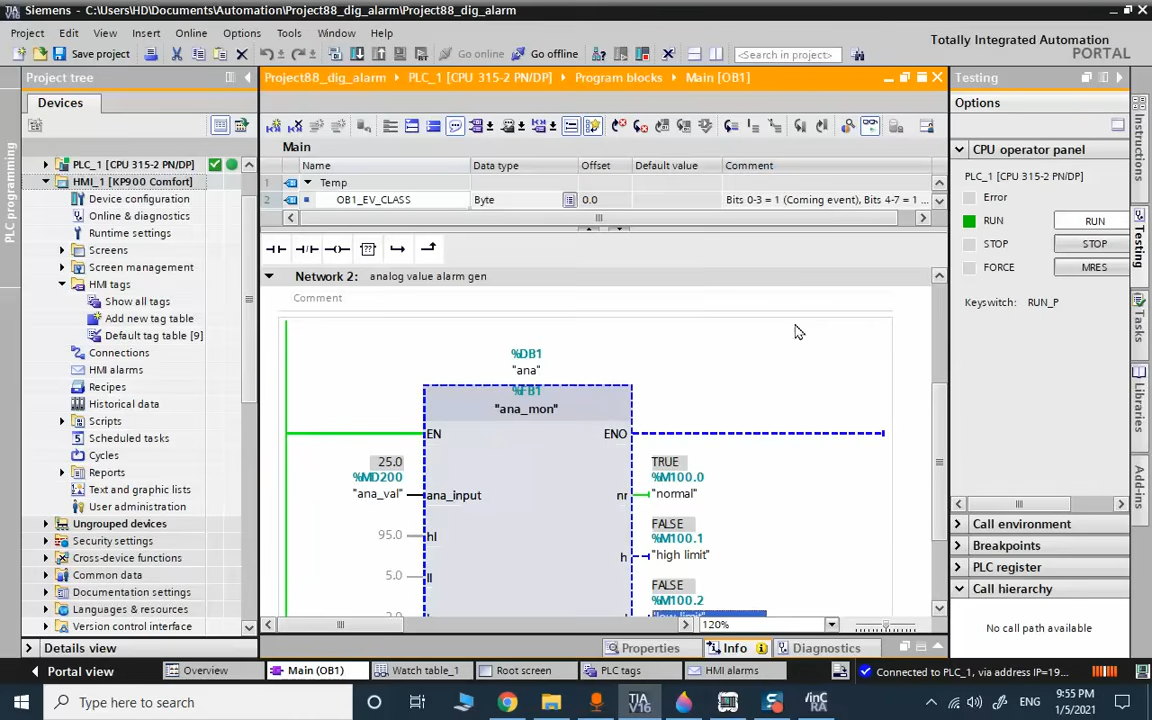 Siemens - C:\Users\HD\Documents\Automation\Project88_dig_alarm\Project88_dig_alarm
Project Edit View Insert Online Options Tools Window Help
Totally Integrated Automation
PORTAL
Save project
Go online
Go offline
<Search in project>
Project tree
Project88_dig_alarm PLC_1 [CPU 315-2 PN/DP] Program blocks Main [OB1]
Testing
Devices
Options
PLC programming
Main
Name Data type Offset Default value Comment
1 Temp
2 OB1_EV_CLASS Byte 0.0 Bits 0-3 = 1 (Coming event), Bits 4-7 = 1 ...
PLC_1 [CPU 315-2 PN/DP]
HMI_1 [KP900 Comfort]
Device configuration
Online & diagnostics
Runtime settings
Screens
Screen management
HMI tags
Show all tags
Add new tag table
Default tag table [9]
Connections
HMI alarms
Recipes
Historical data
Scripts
Scheduled tasks
Cycles
Reports
Text and graphic lists
User administration
Ungrouped devices
Security settings
Cross-device functions
Common data
Documentation settings
Languages & resources
Version control interface
Details view
Network 2: analog value alarm gen
Comment
%DB1
"ana"
%FB1
"ana_mon"
EN ENO
25.0
%MD200
"ana_val" ana_input
95.0 hl
5.0 ll
TRUE
%M100.0
nr "normal"
FALSE
%M100.1
h "high limit"
FALSE
%M100.2
120%
Properties Info Diagnostics
CPU operator panel
PLC_1 [CPU 315-2 PN/DP]
Error
RUN RUN
STOP STOP
FORCE MRES
Keyswitch: RUN_P
Call environment
Breakpoints
PLC register
Call hierarchy
No call path available
Instructions
Testing
Tasks
Libraries
Add-ins
Portal view Overview Main (OB1) Watch table_1 Root screen PLC tags HMI alarms Connected to PLC_1, via address IP=19...
Type here to search
TIA
V16
ENG
9:55 PM
1/5/2021